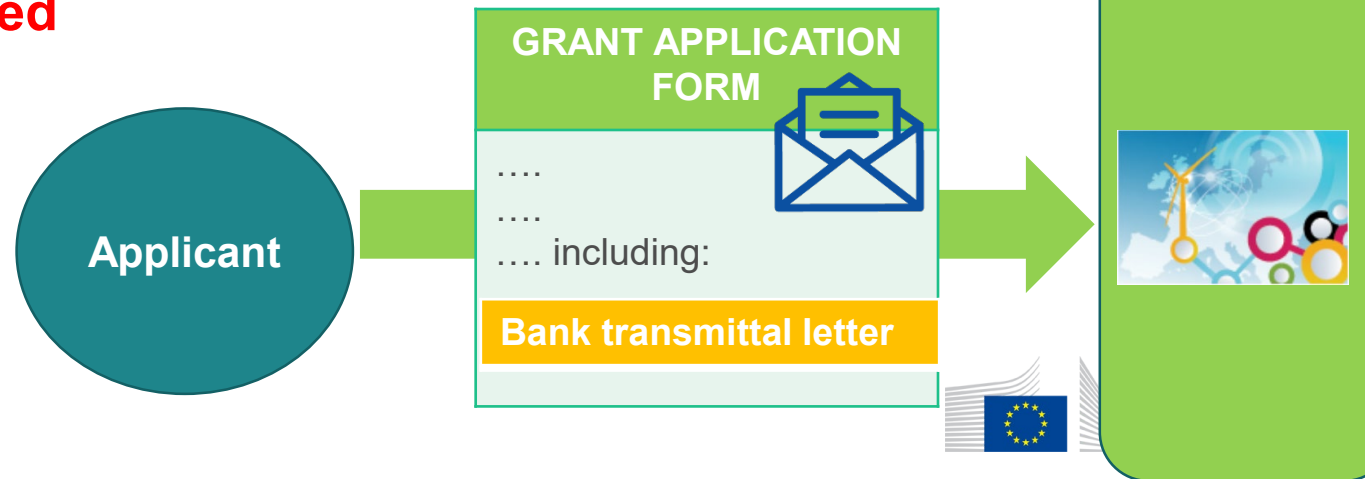 ed
GRANT APPLICATION
FORM
Applicant
….
….
…. including:
Bank transmittal letter